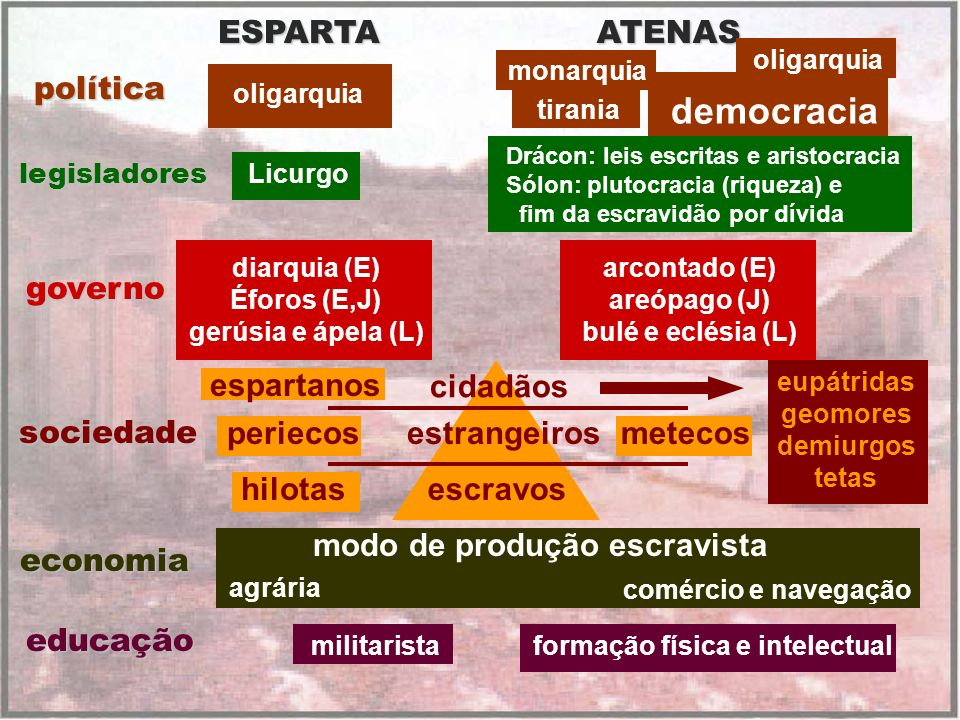 ESPARTA ATENAS
política
oligarquia
monarquia
oligarquia
tirania
democracia
legisladores
Licurgo
Drácon: leis escritas e aristocracia
Sólon: plutocracia (riqueza) e
fim da escravidão por dívida
governo
diarquia (E)
Éforos (E,J)
gerúsia e ápela (L)
arcontado (E)
areópago (J)
bulé e eclésia (L)
sociedade
espartanos cidadãos
periecos estrangeiros metecos
hilotas escravos
eupátridas
geomores
demiurgos
tetas
economia
modo de produção escravista
agrária comércio e navegação
educação
militarista formação física e intelectual